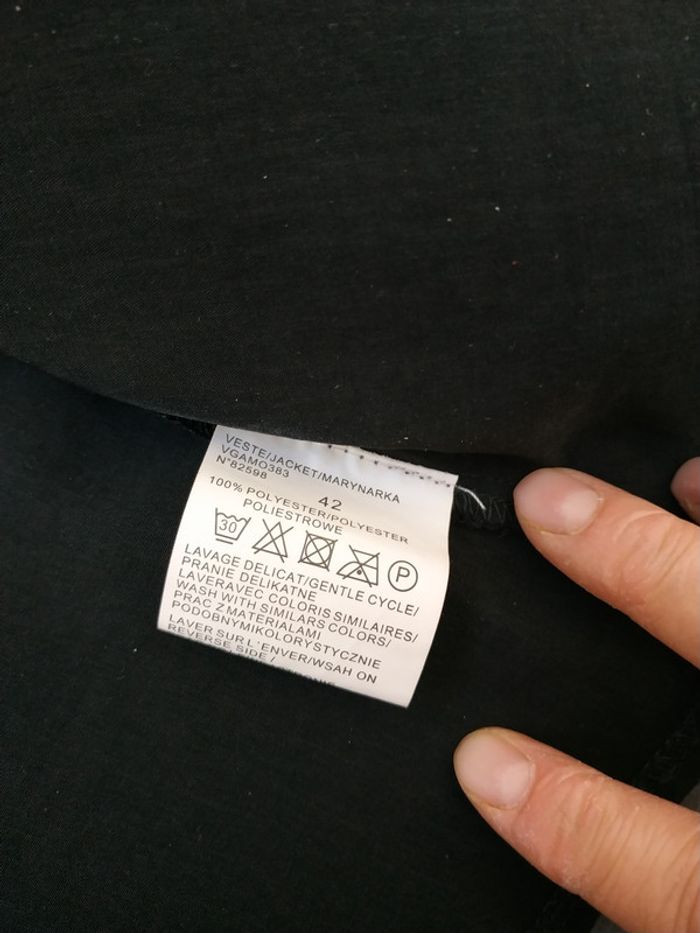 VESTE/JACKET/MARYNARKA
VGAMO383
N°82598
42
100% POLYESTER/POLYESTER
POLIESTROWE
30 P
LAVAGE DELICAT/GENTLE CYCLE/
PRANIE DELIKATNE
LAVERAVEC COLORIS SIMILAIRES/
WASH WITH SIMILARS COLORS/
PRAC Z MATERIALAMI
PODOBNYMIKOLORYSTYCZNIE
LAVER SUR L'ENVER/WSAH ON
REVERSE SIDE /